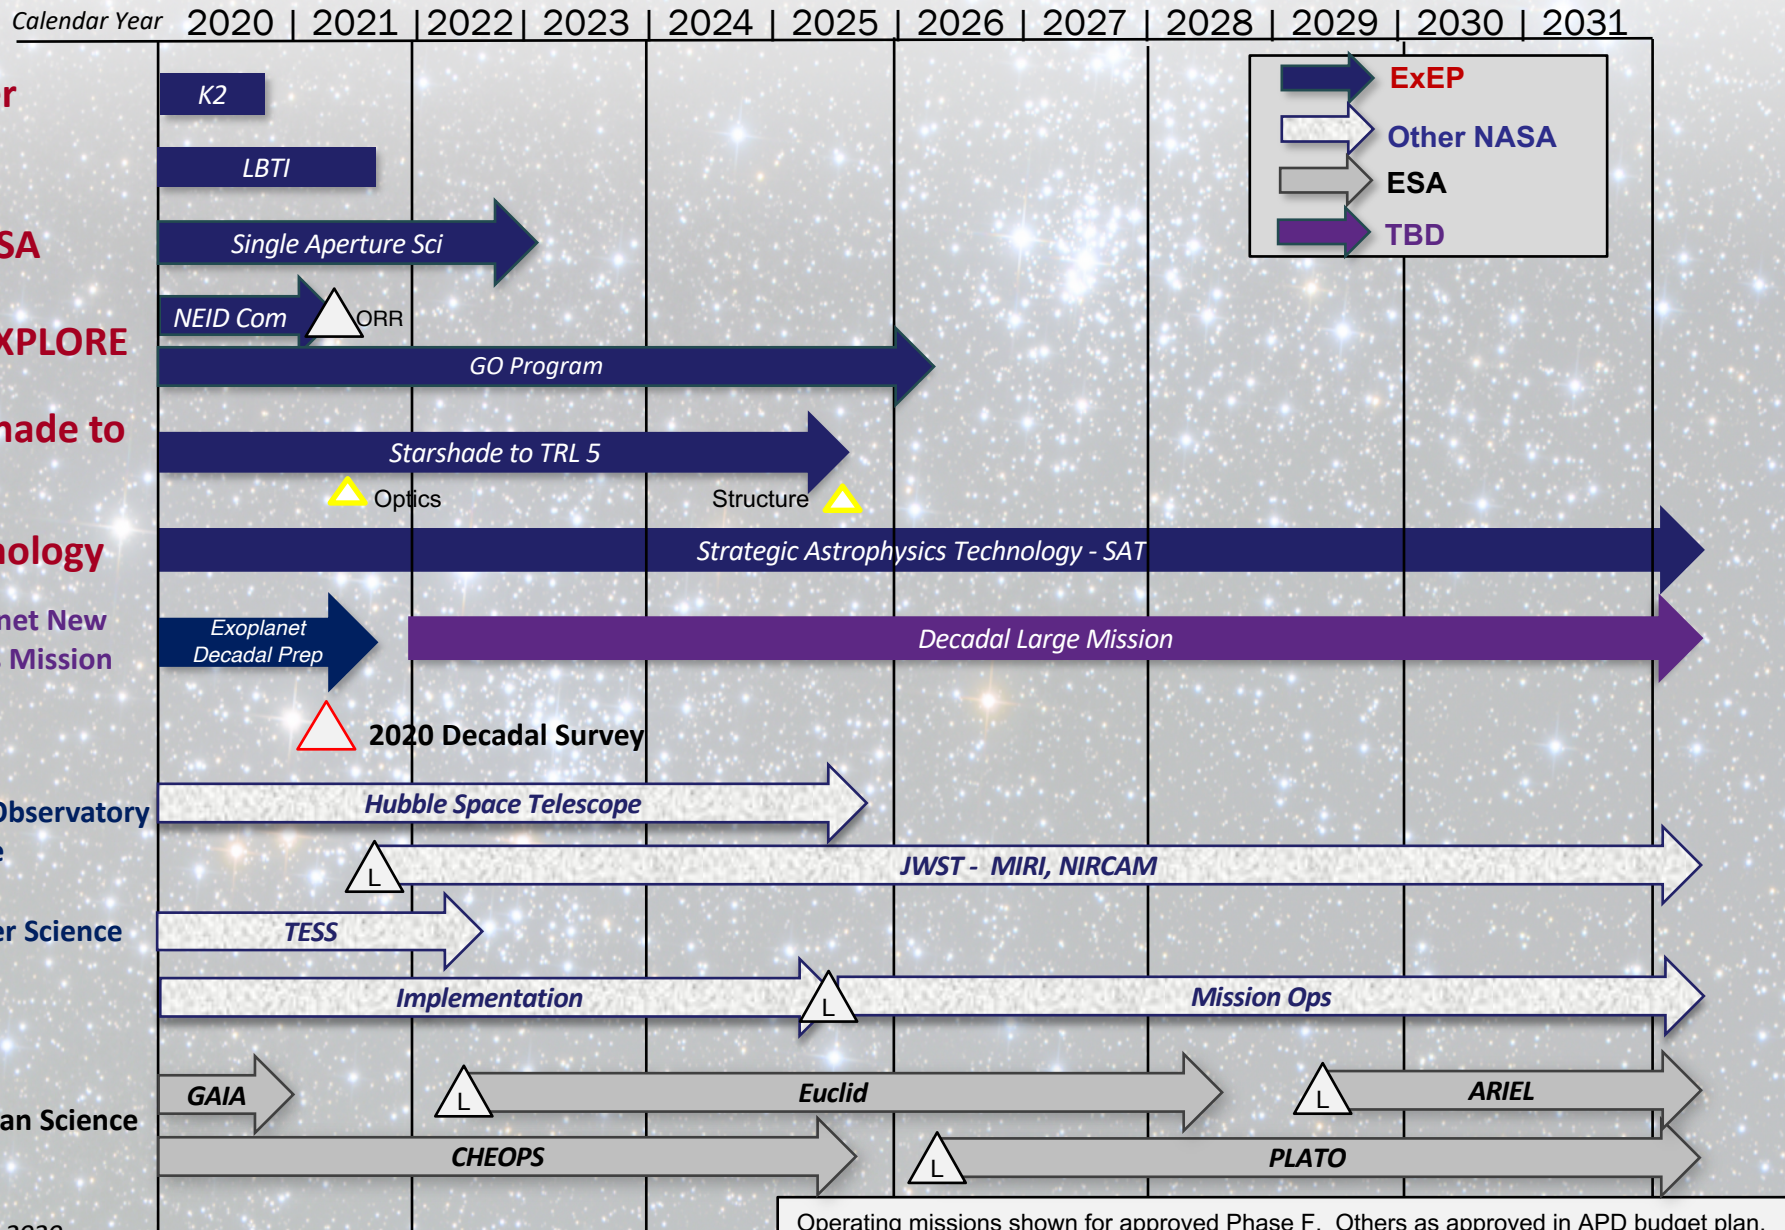 Calendar Year 2020 | 2021 | 2022 | 2023 | 2024 | 2025 | 2026 | 2027 | 2028 | 2029 | 2030 | 2031
ExEP
Other NASA
ESA
TBD
K2
LBTI
SA
Single Aperture Sci
NEID Com
ORR
XPLORE
GO Program
nade to
Starshade to TRL 5
Optics
Structure
nology
Strategic Astrophysics Technology - SAT
net New
Mission
Exoplanet
Decadal Prep
Decadal Large Mission
2020 Decadal Survey
Observatory
e
Hubble Space Telescope
L
JWST - MIRI, NIRCAM
er Science
TESS
Implementation
L
Mission Ops
an Science
GAIA
L
Euclid
L
ARIEL
CHEOPS
L
PLATO
Operating missions shown for approved Phase E. Others as approved in APD budget plan.